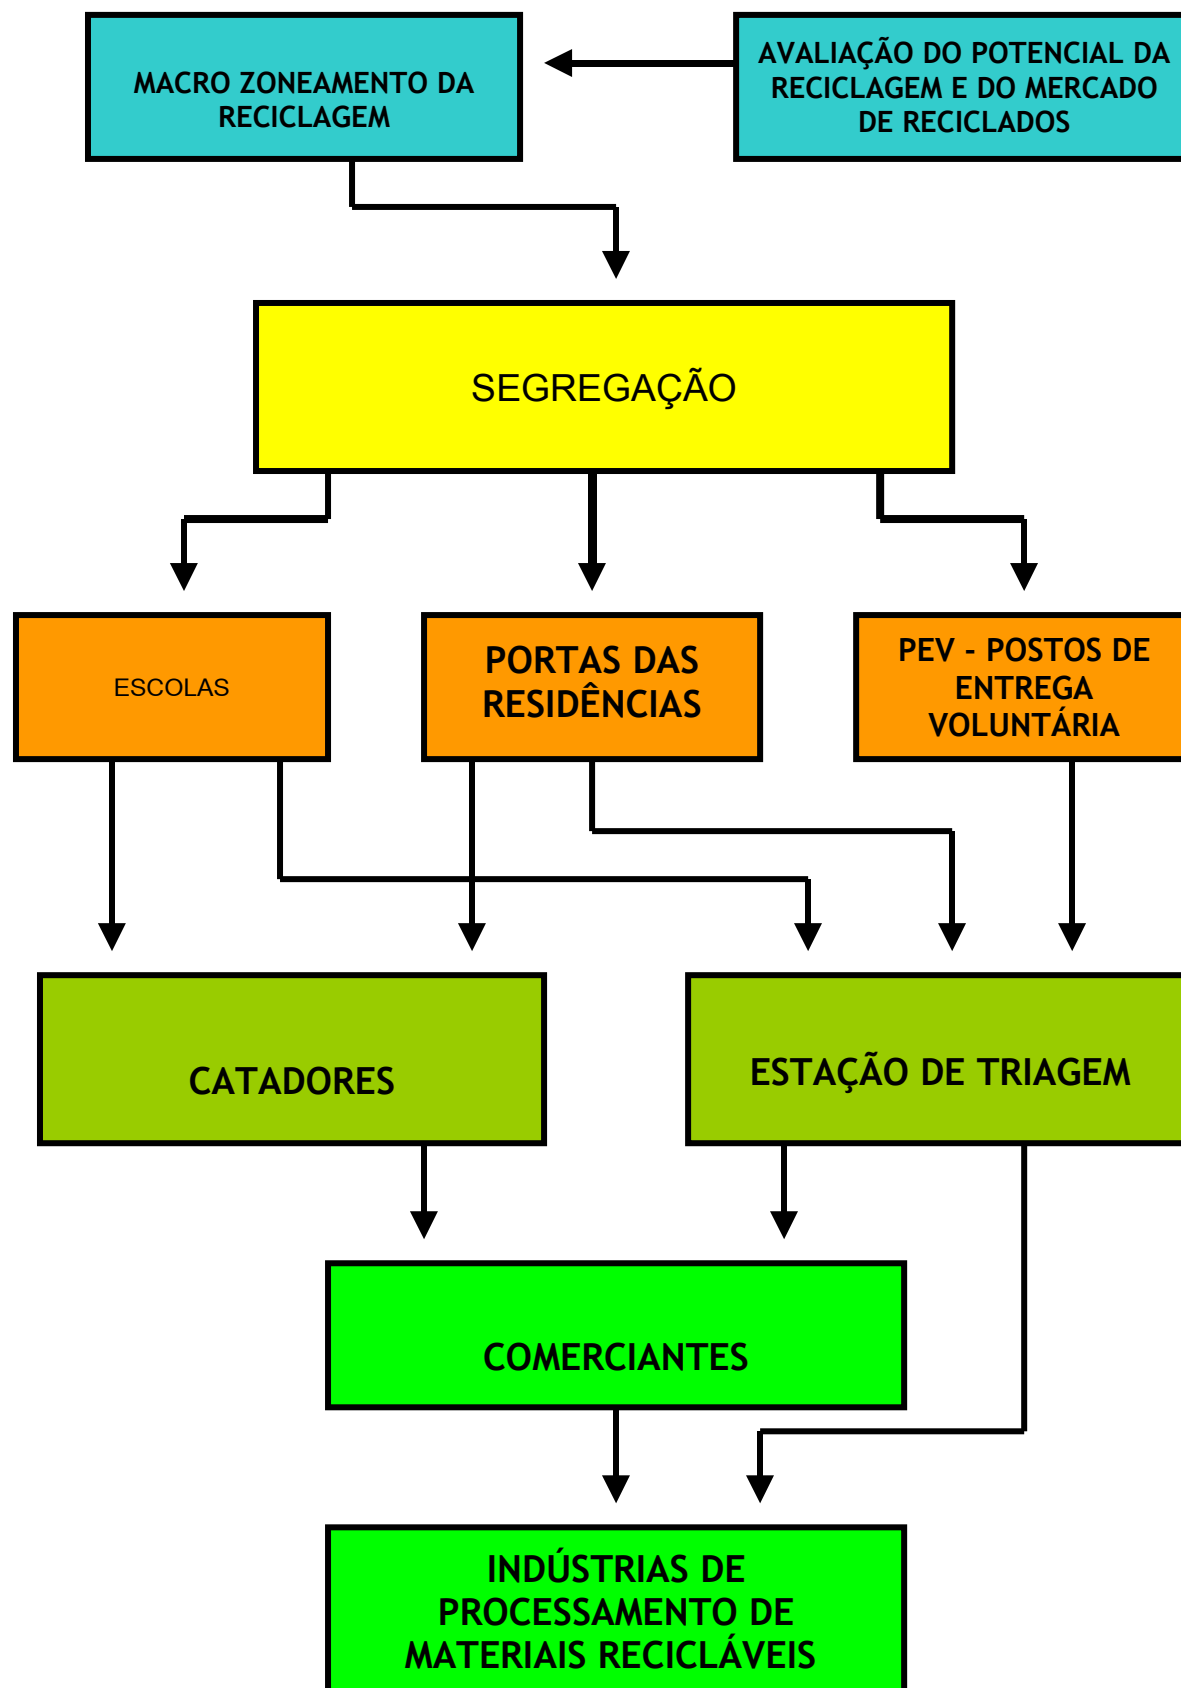 MACRO ZONEAMENTO DA
RECICLAGEM
AVALIAÇÃO DO POTENCIAL DA
RECICLAGEM E DO MERCADO
DE RECICLADOS
SEGREGAÇÃO
ESCOLAS
PORTAS DAS
RESIDÊNCIAS
PEV - POSTOS DE
ENTREGA
VOLUNTÁRIA
CATADORES
ESTAÇÃO DE TRIAGEM
COMERCIANTES
INDÚSTRIAS DE
PROCESSAMENTO DE
MATERIAIS RECICLÁVEIS